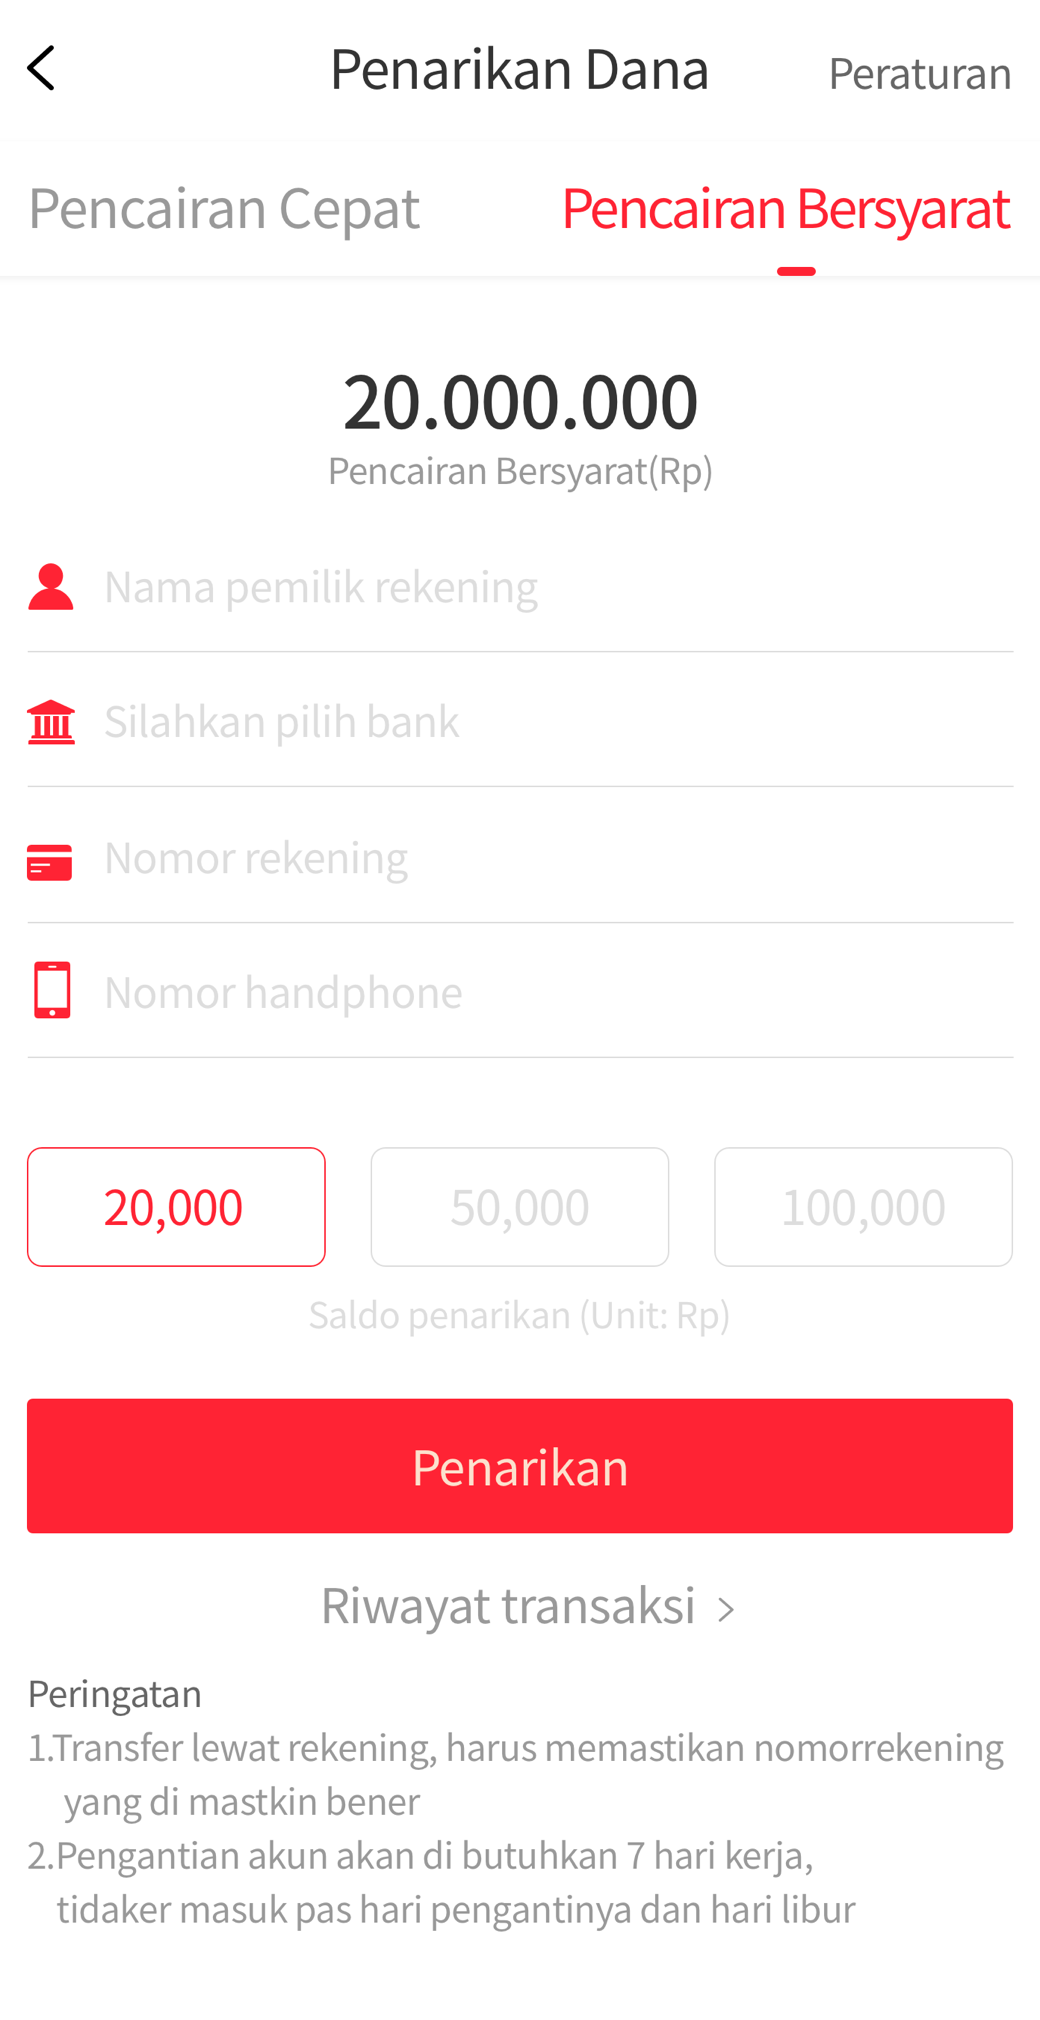 Penarikan Dana
Peraturan
Pencairan Cepat
Pencairan Bersyarat
20.000.000
Pencairan Bersyarat(Rp)
Nama pemilik rekening
Silahkan pilih bank
Nomor rekening
Nomor handphone
20,000
50,000
100,000
Saldo penarikan (Unit: Rp)
Penarikan
Riwayat transaksi >
Peringatan
1.Transfer lewat rekening, harus memastikan nomorrekening
yang di mastkin bener
2.Pengantian akun akan di butuhkan 7 hari kerja,
tidaker masuk pas hari pengantinya dan hari libur